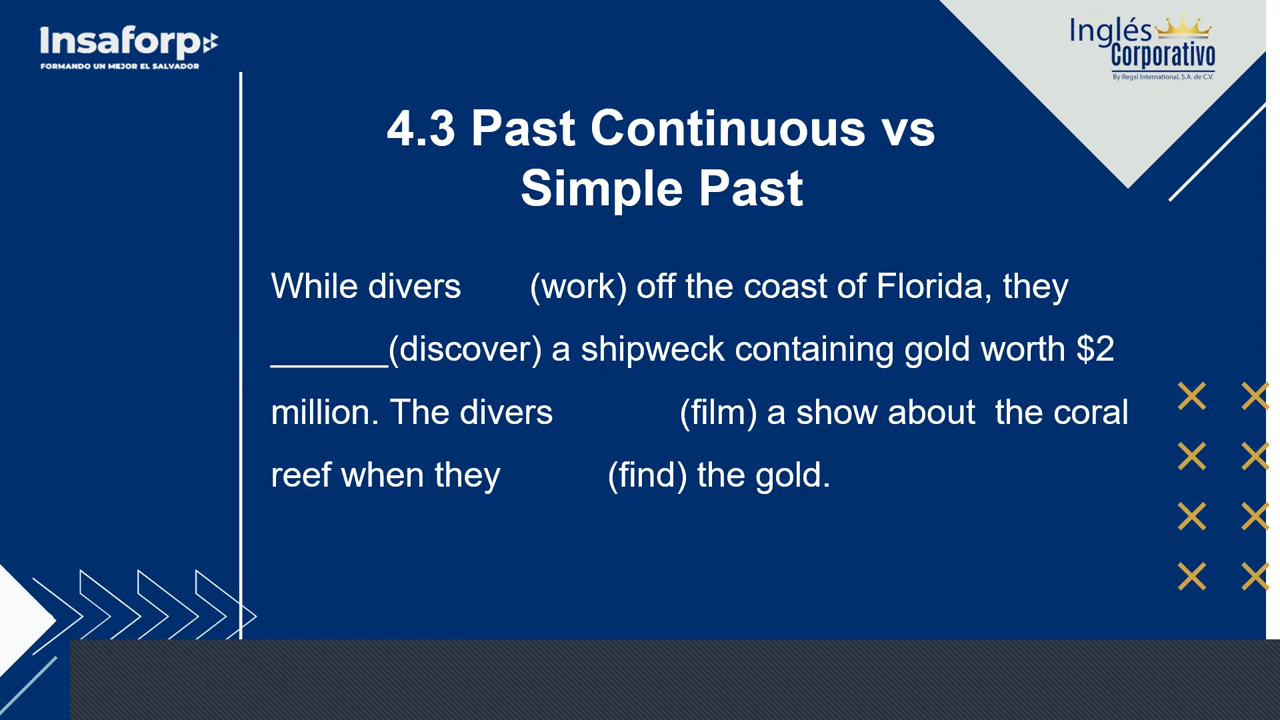 Insaforp
FORMANDO UN MEJOR EL SALVADOR
Inglés
Corporativo
By Regal International, S.A. de C.V.
4.3 Past Continuous vs
Simple Past
While divers (work) off the coast of Florida, they
______(discover) a shipweck containing gold worth $2
million. The divers (film) a show about the coral
reef when they (find) the gold.